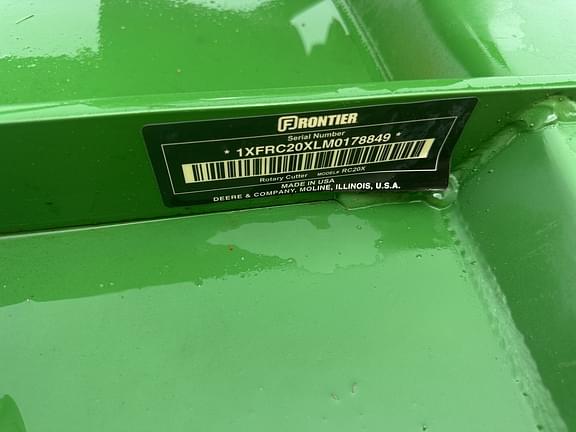 FRONTIER
Serial Number
* 1XFRC20XLM0178849 *
Rotary Cutter MODEL# RC20X
MADE IN USA
DEERE & COMPANY, MOLINE, ILLINOIS, U.S.A.